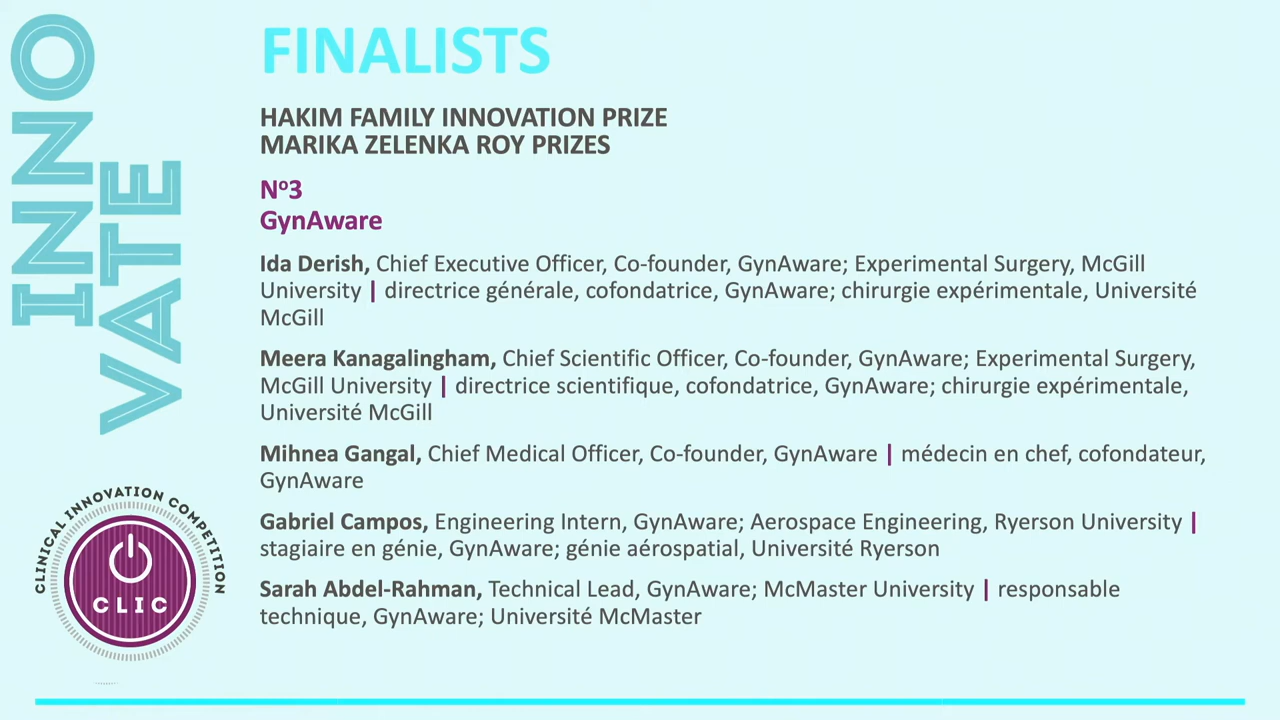 INNO
VATE
FINALISTS
HAKIM FAMILY INNOVATION PRIZE
MARIKA ZELENKA ROY PRIZES
Nº3
GynAware
Ida Derish, Chief Executive Officer, Co-founder, GynAware; Experimental Surgery, McGill
University | directrice générale, cofondatrice, GynAware; chirurgie expérimentale, Université
McGill
Meera Kanagalingham, Chief Scientific Officer, Co-founder, GynAware; Experimental Surgery,
McGill University | directrice scientifique, cofondatrice, GynAware; chirurgie expérimentale,
Université McGill
Mihnea Gangal, Chief Medical Officer, Co-founder, GynAware | médecin en chef, cofondateur,
GynAware
Gabriel Campos, Engineering Intern, GynAware; Aerospace Engineering, Ryerson University |
stagiaire en génie, GynAware; génie aérospatial, Université Ryerson
Sarah Abdel-Rahman, Technical Lead, GynAware; McMaster University | responsable
technique, GynAware; Université McMaster
CLINICAL INNOVATION COMPETITION
CLIC